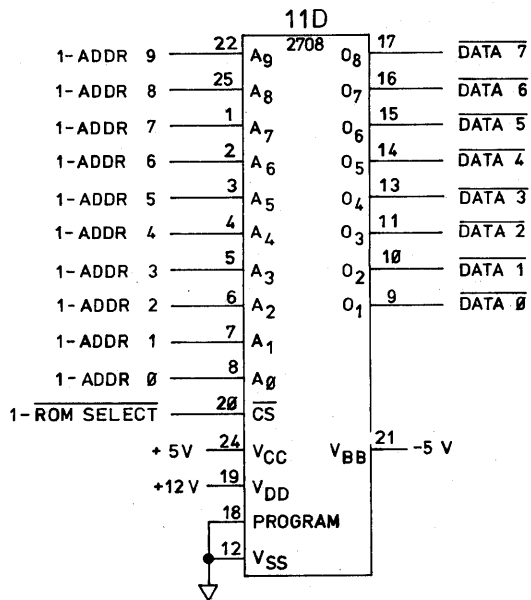 11D
1-ADDR 9 22 A9 2708 O8 17 DATA 7
1-ADDR 8 25 A8 O7 16 DATA 6
1-ADDR 7 1 A7 O6 15 DATA 5
1-ADDR 6 2 A6 O5 14 DATA 4
1-ADDR 5 3 A5 O4 13 DATA 3
1-ADDR 4 4 A4 O3 11 DATA 2
1-ADDR 3 5 A3 O2 10 DATA 1
1-ADDR 2 6 A2 O1 9 DATA 0
1-ADDR 1 7 A1
1-ADDR 0 8 A0
1-ROM SELECT 20 CS
+ 5V 24 VCC VBB 21 -5 V
+12V 19 VDD
18 PROGRAM
12 VSS